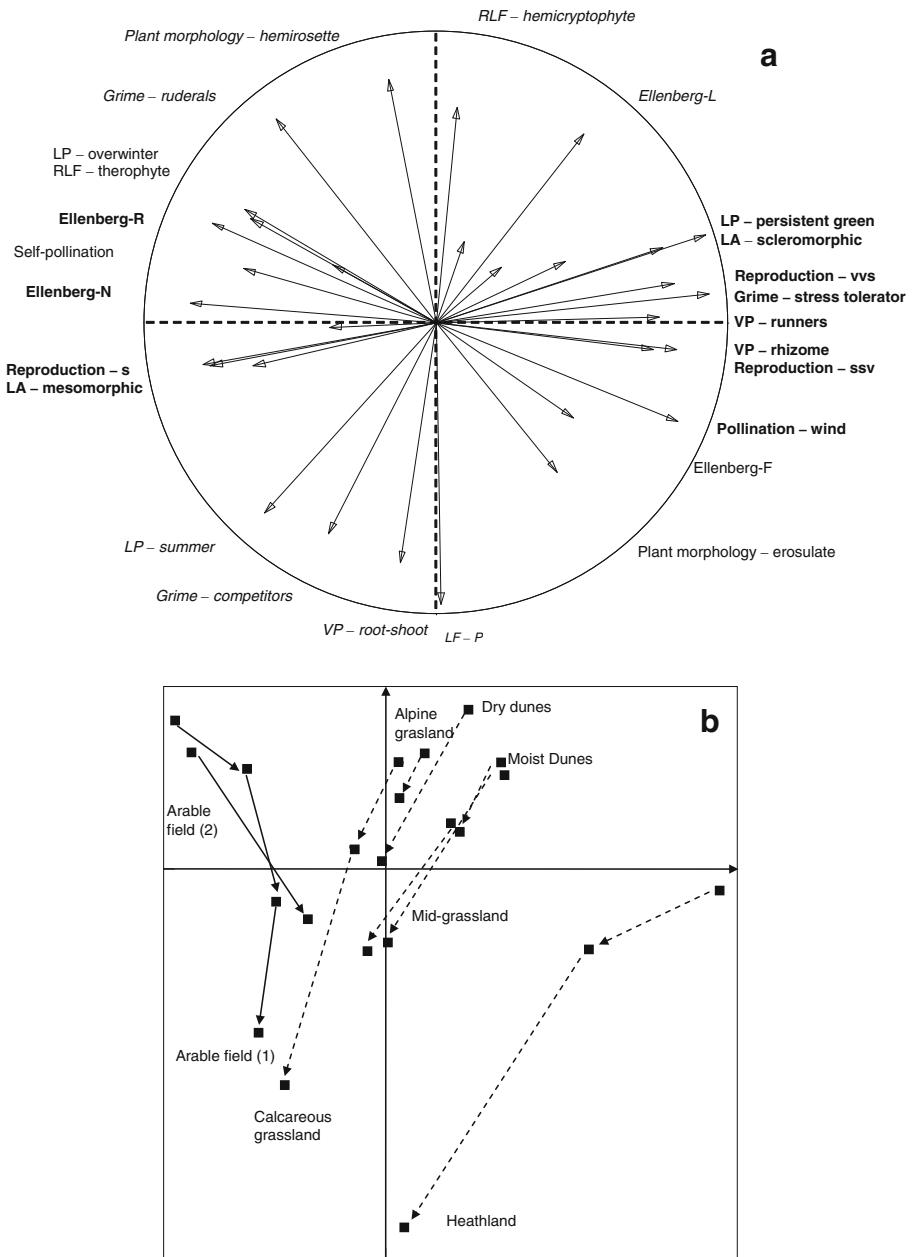 RLF – hemicryptophyte
Plant morphology – hemirosette
a
Grime – ruderals
Ellenberg-L
LP – overwinter
RLF – therophyte
Ellenberg-R
LP – persistent green
LA – scleromorphic
Self-pollination
Reproduction – vvs
Ellenberg-N
Grime – stress tolerator
VP – runners
VP – rhizome
Reproduction – s
Reproduction – ssv
LA – mesomorphic
Pollination – wind
Ellenberg-F
LP – summer
Plant morphology – erosulate
Grime – competitors
VP – root-shoot
LF – P
b
Alpine
grasland
Dry dunes
Moist Dunes
Arable
field (2)
Mid-grassland
Arable field (1)
Calcareous
grassland
Heathland